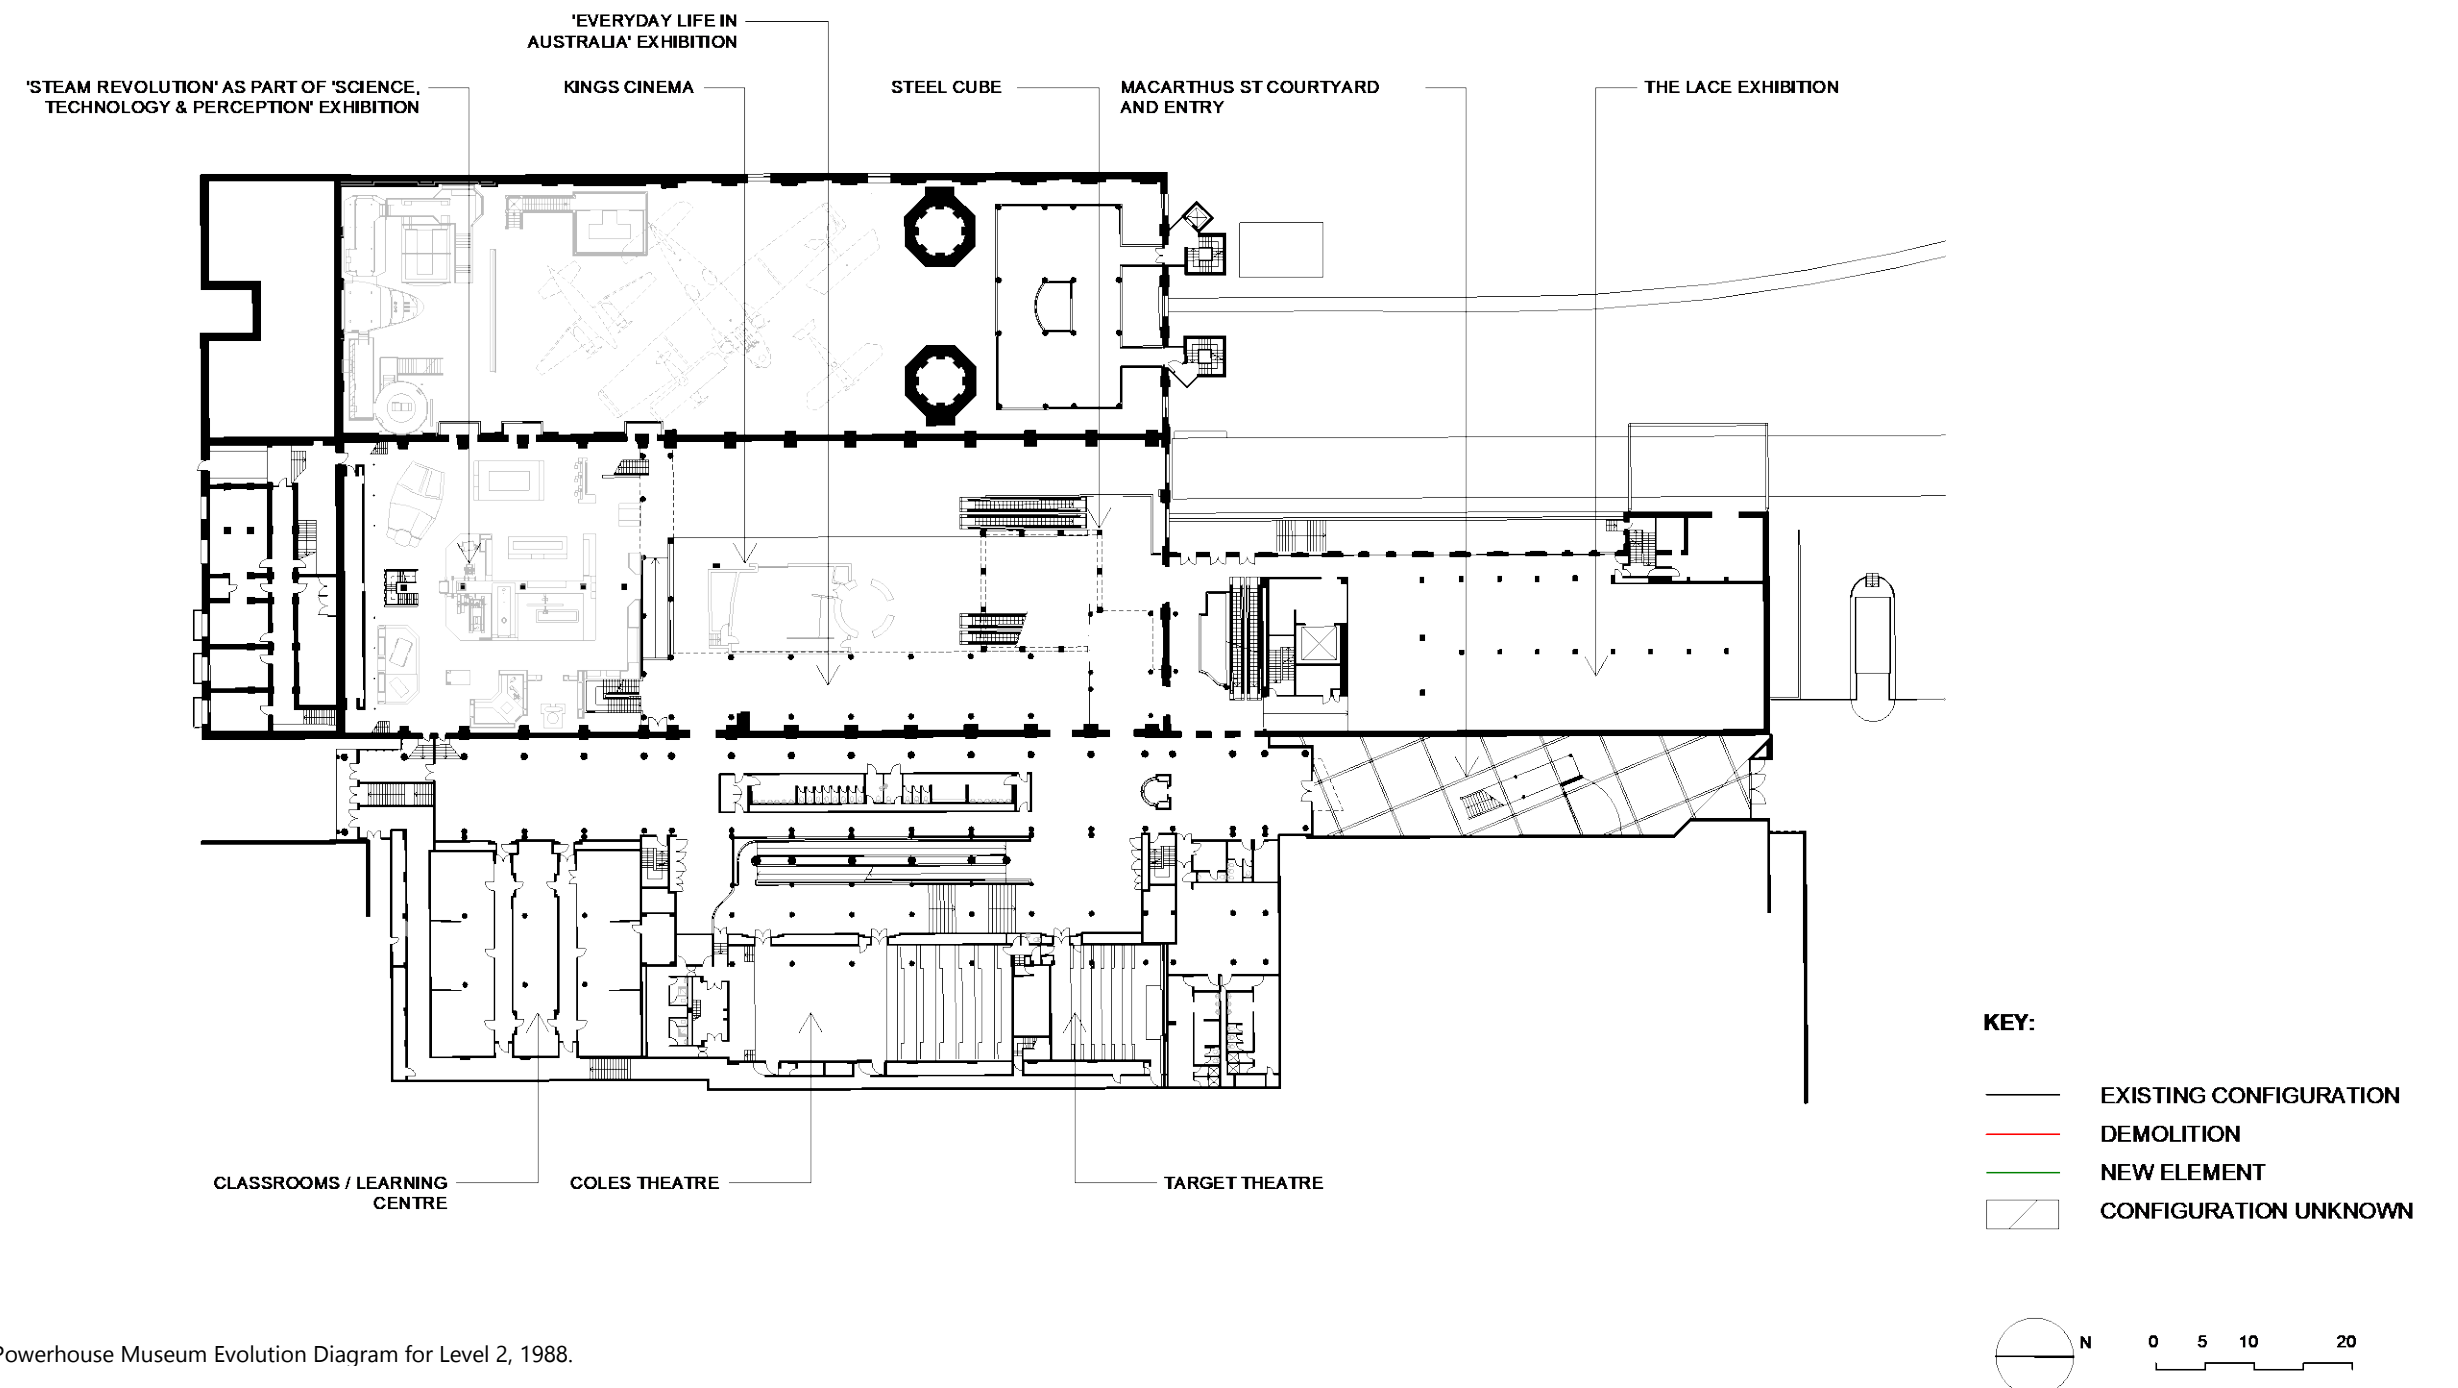 'EVERYDAY LIFE IN
AUSTRALIA' EXHIBITION
'STEAM REVOLUTION' AS PART OF 'SCIENCE,
TECHNOLOGY & PERCEPTION' EXHIBITION
KINGS CINEMA
STEEL CUBE
MACARTHUS ST COURTYARD
AND ENTRY
THE LACE EXHIBITION
CLASSROOMS / LEARNING
CENTRE
COLES THEATRE
TARGET THEATRE
KEY:
EXISTING CONFIGURATION
DEMOLITION
NEW ELEMENT
CONFIGURATION UNKNOWN
N
0 5 10 20
Powerhouse Museum Evolution Diagram for Level 2, 1988.